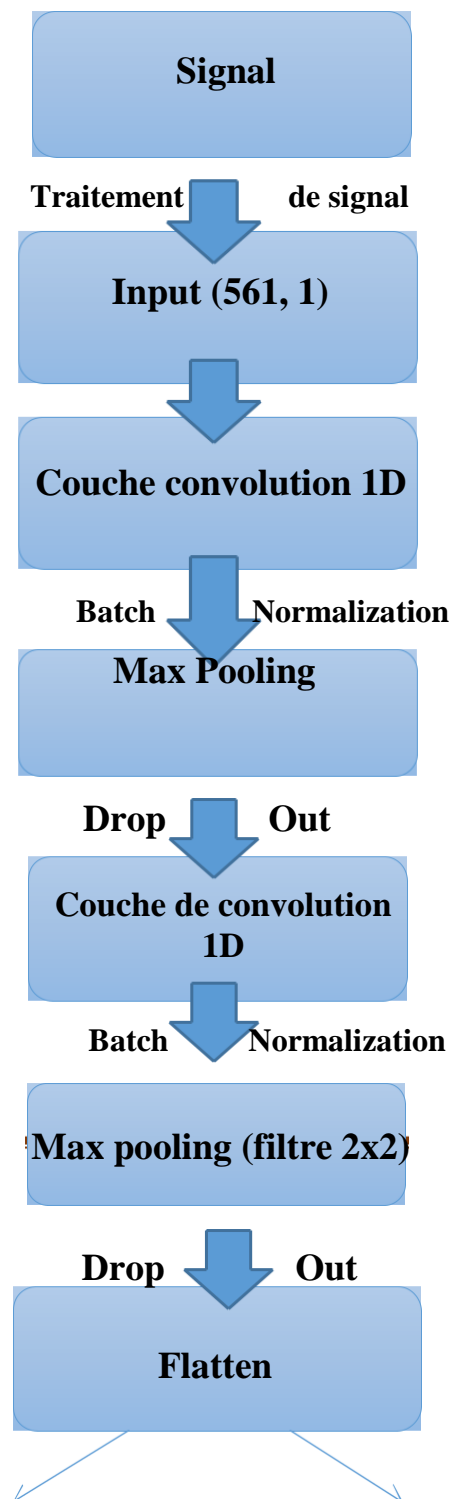 Signal
Traitement de signal
Input (561, 1)
Couche convolution 1D
Batch Normalization
Max Pooling
Drop Out
Couche de convolution
1D
Batch Normalization
Max pooling (filtre 2x2)
Drop Out
Flatten